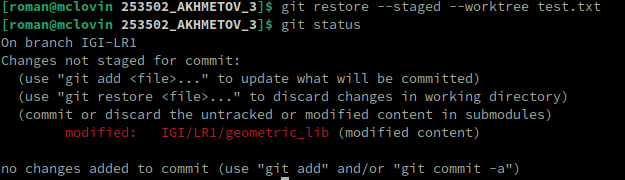 [roman@mclovin 253502_AKHMETOV_3]$ git restore --staged --worktree test.txt
[roman@mclovin 253502_AKHMETOV_3]$ git status
On branch IGI-LR1
Changes not staged for commit:
  (use "git add <file>..." to update what will be committed)
  (use "git restore <file>..." to discard changes in working directory)
  (commit or discard the untracked or modified content in submodules)
        modified:   IGI/LR1/geometric_lib (modified content)

no changes added to commit (use "git add" and/or "git commit -a")